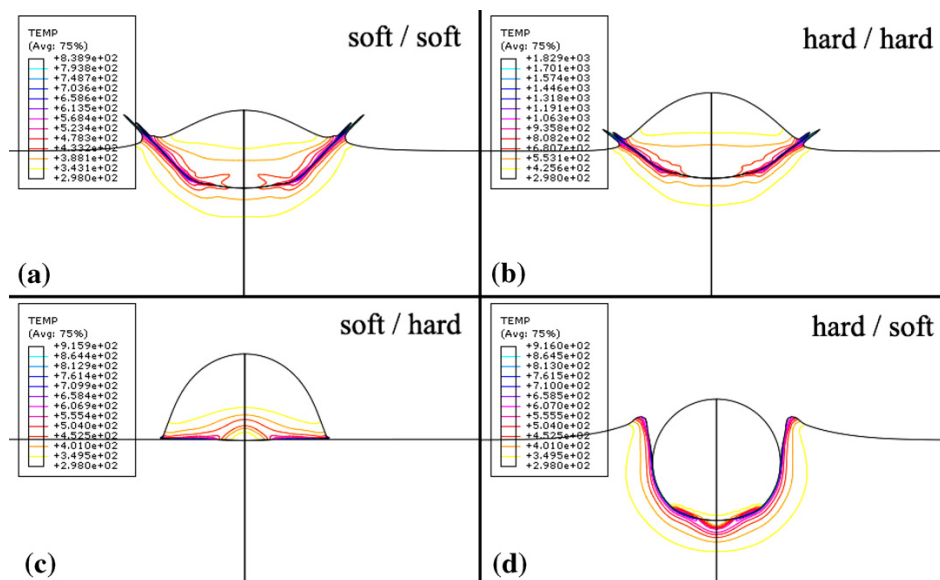 TEMP
(Avg: 75%)
+8.389e+02
+7.938e+02
+7.487e+02
+7.036e+02
+6.586e+02
+6.135e+02
+5.684e+02
+5.234e+02
+4.783e+02
+4.332e+02
+3.881e+02
+3.431e+02
+2.980e+02
soft / soft
(a)
TEMP
(Avg: 75%)
+1.829e+03
+1.701e+03
+1.574e+03
+1.446e+03
+1.318e+03
+1.191e+03
+1.063e+03
+9.358e+02
+8.082e+02
+6.807e+02
+5.531e+02
+4.256e+02
+2.980e+02
hard / hard
(b)
TEMP
(Avg: 75%)
+9.159e+02
+8.644e+02
+8.129e+02
+7.614e+02
+7.099e+02
+6.584e+02
+6.069e+02
+5.554e+02
+5.040e+02
+4.525e+02
+4.010e+02
+3.495e+02
+2.980e+02
soft / hard
(c)
TEMP
(Avg: 75%)
+9.160e+02
+8.645e+02
+8.130e+02
+7.615e+02
+7.100e+02
+6.585e+02
+6.070e+02
+5.555e+02
+5.040e+02
+4.525e+02
+4.010e+02
+3.495e+02
+2.980e+02
hard / soft
(d)